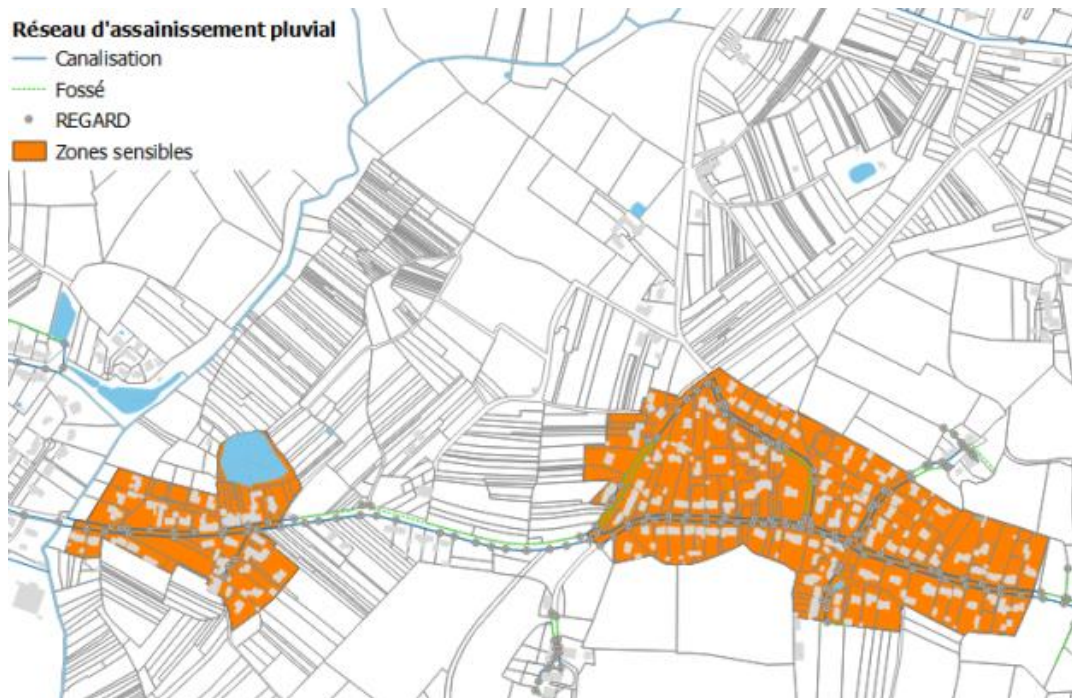 Réseau d'assainissement pluvial
Canalisation
Fossé
REGARD
Zones sensibles